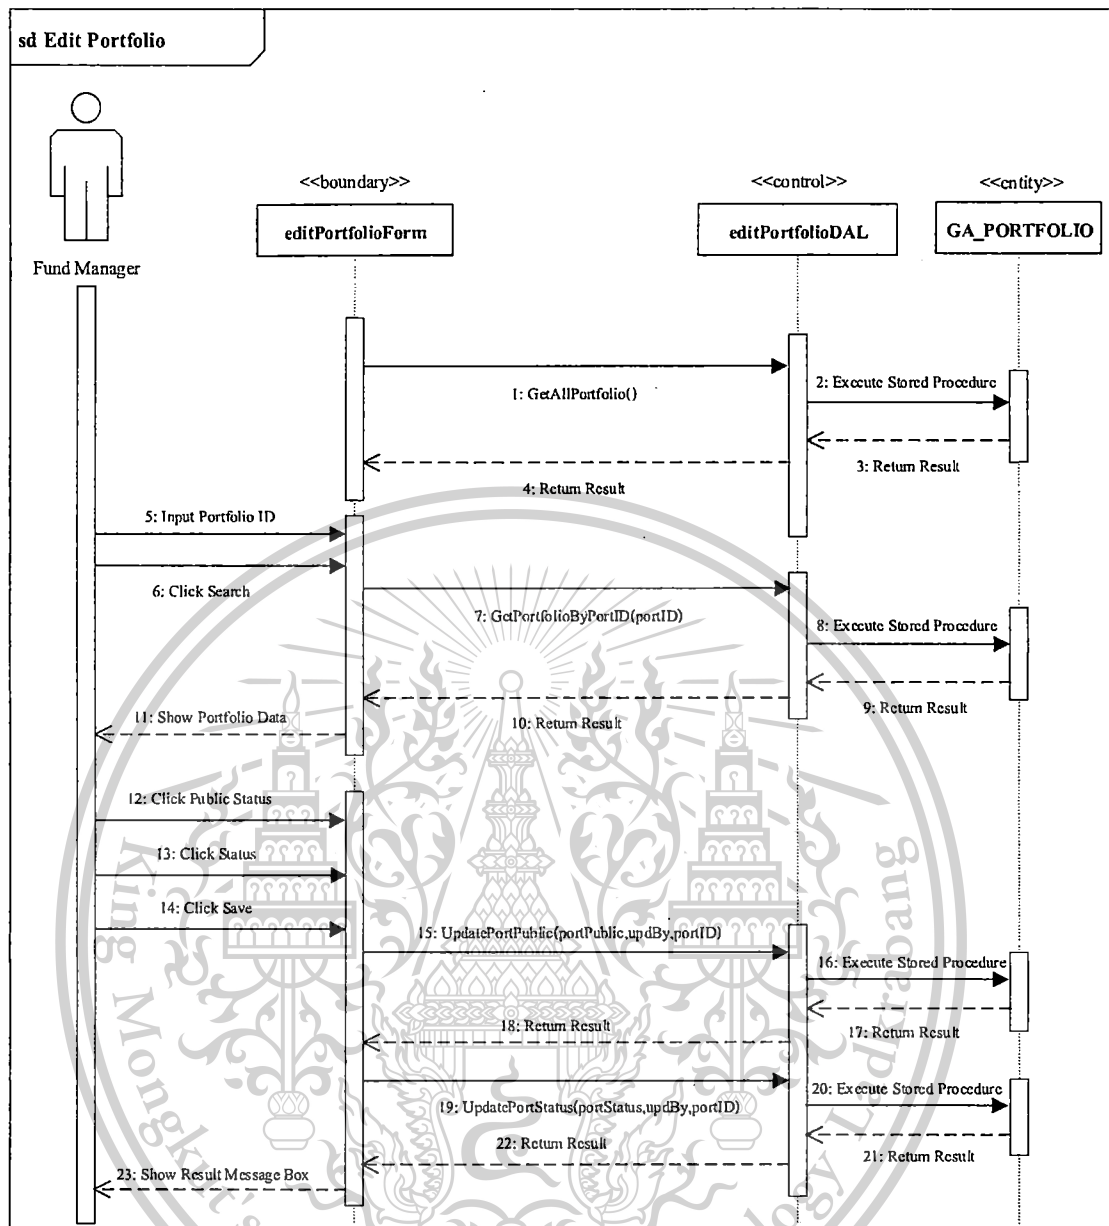 sd Edit Portfolio
<<boundary>>
<<control>>
<<entity>>
editPortfolioForm
editPortfolioDAL
GA_PORTFOLIO
Fund Manager
1: GetAllPortfolio()
2: Execute Stored Procedure
3: Return Result
4: Return Result
5: Input Portfolio ID
6: Click Search
7: GetPortfolioByPortID(portID)
8: Execute Stored Procedure
9: Return Result
10: Return Result
11: Show Portfolio Data
12: Click Public Status
13: Click Status
14: Click Save
15: UpdatePortPublic(portPublic,updBy,portID)
16: Execute Stored Procedure
17: Return Result
18: Return Result
19: UpdatePortStatus(portStatus,updBy,portID)
20: Execute Stored Procedure
21: Return Result
22: Return Result
23: Show Result Message Box
King Mongkut's
logy Ladkrabang